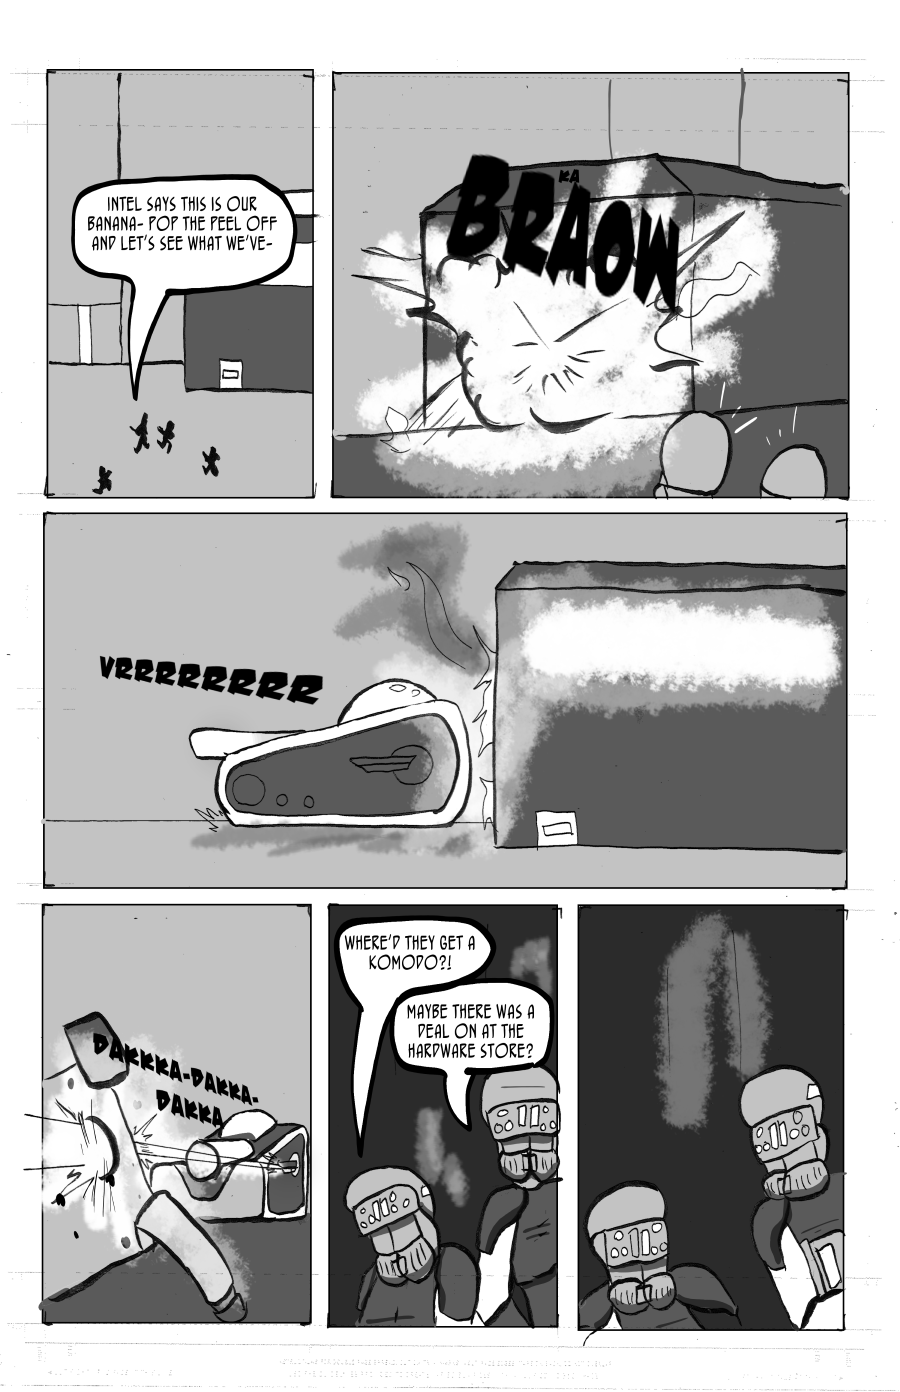 INTEL SAYS THIS IS OUR
BANANA- POP THE PEEL OFF
AND LET'S SEE WHAT WE'VE-
KA
BRAOW
VRRRRRRRR
DAKKKA-DAKKA-
DAKKA
WHERE'D THEY GET A
KOMODO?!
MAYBE THERE WAS A
DEAL ON AT THE
HARDWARE STORE?